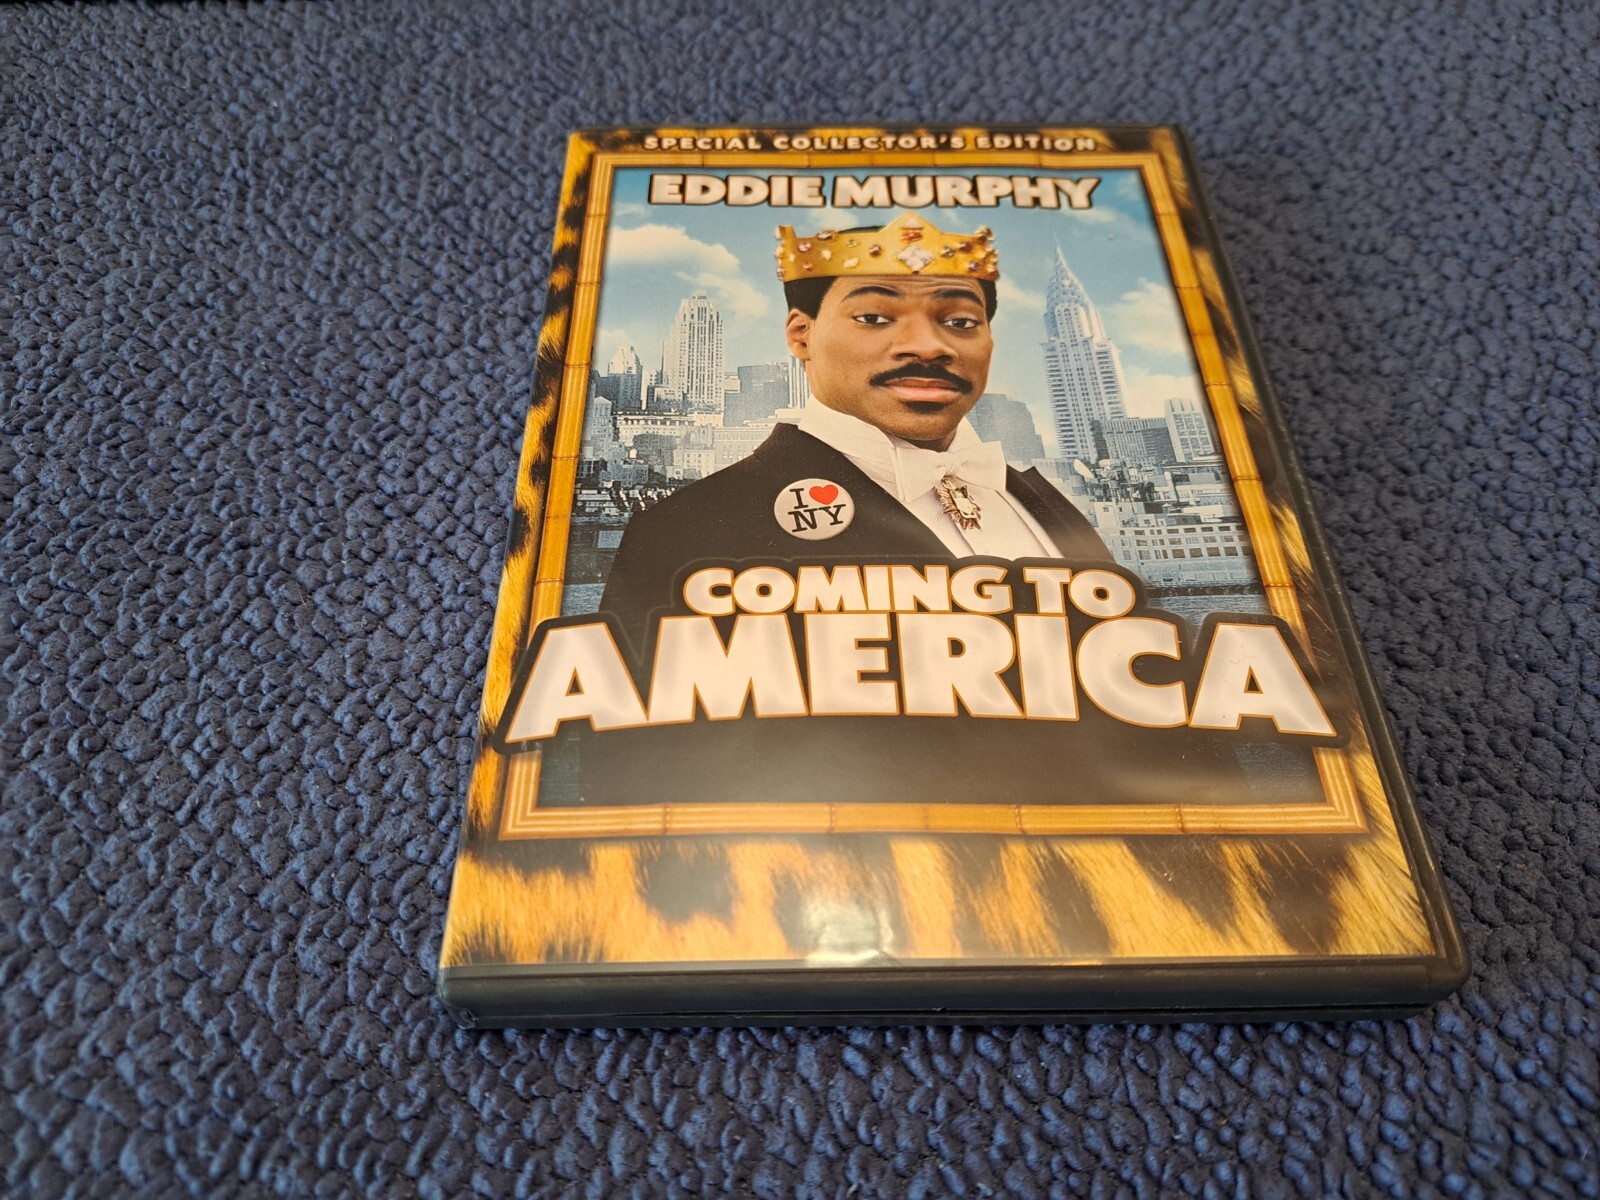 SPECIAL COLLECTOR'S EDITION
EDDIE MURPHY
I ♥
NY
COMING TO
AMERICA